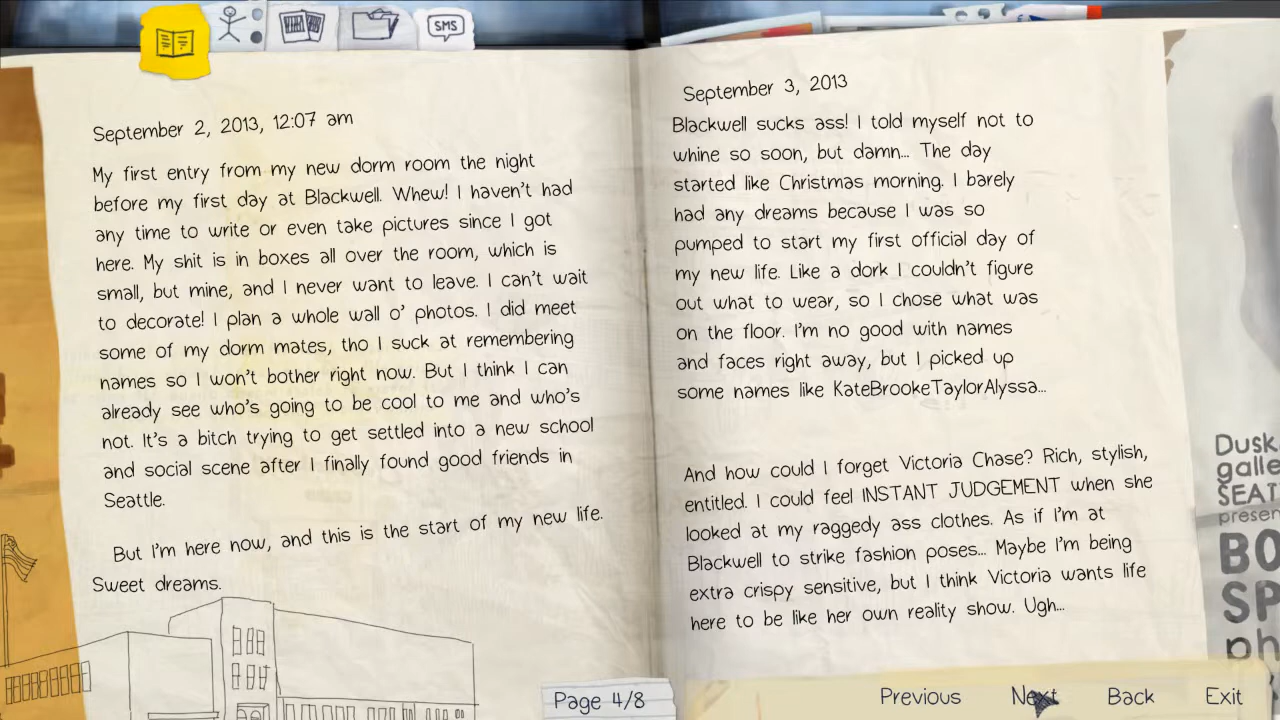 SMS
September 2, 2013, 12:07 am
My first entry from my new dorm room the night
before my first day at Blackwell. Whew! I haven't had
any time to write or even take pictures since I got
here. My shit is in boxes all over the room, which is
small, but mine, and I never want to leave. I can't wait
to decorate! I plan a whole wall o' photos. I did meet
some of my dorm mates, tho I suck at remembering
names so I won't bother right now. But I think I can
already see who's going to be cool to me and who's
not. It's a bitch trying to get settled into a new school
and social scene after I finally found good friends in
Seattle.
But I'm here now, and this is the start of my new life.
Sweet dreams.
September 3, 2013
Blackwell sucks ass! I told myself not to
whine so soon, but damn... The day
started like Christmas morning. I barely
had any dreams because I was so
pumped to start my first official day of
my new life. Like a dork I couldn't figure
out what to wear, so I chose what was
on the floor. I'm no good with names
and faces right away, but I picked up
some names like KateBrookeTaylorAlyssa...
And how could I forget Victoria Chase? Rich, stylish,
entitled. I could feel INSTANT JUDGEMENT when she
looked at my raggedy ass clothes. As if I'm at
Blackwell to strike fashion poses... Maybe I'm being
extra crispy sensitive, but I think Victoria wants life
here to be like her own reality show. Ugh...
Dusk
galle
SEAT
presen
BO
SP
ph
Page 4/8
Previous Next Back Exit